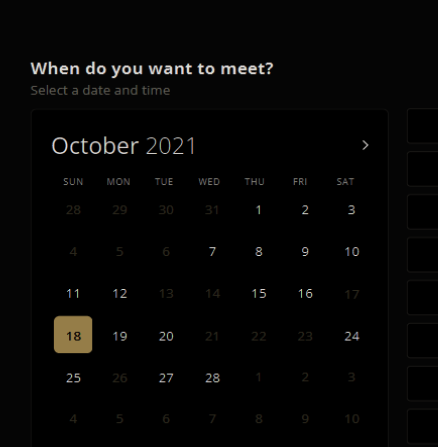 When do you want to meet?
Select a date and time
October 2021
SUN MON TUE WED THU FRI SAT
28 29 30 31 1 2 3
4 5 6 7 8 9 10
11 12 13 14 15 16 17
18 19 20 21 22 23 24
25 26 27 28 1 2 3
4 5 6 7 8 9 10